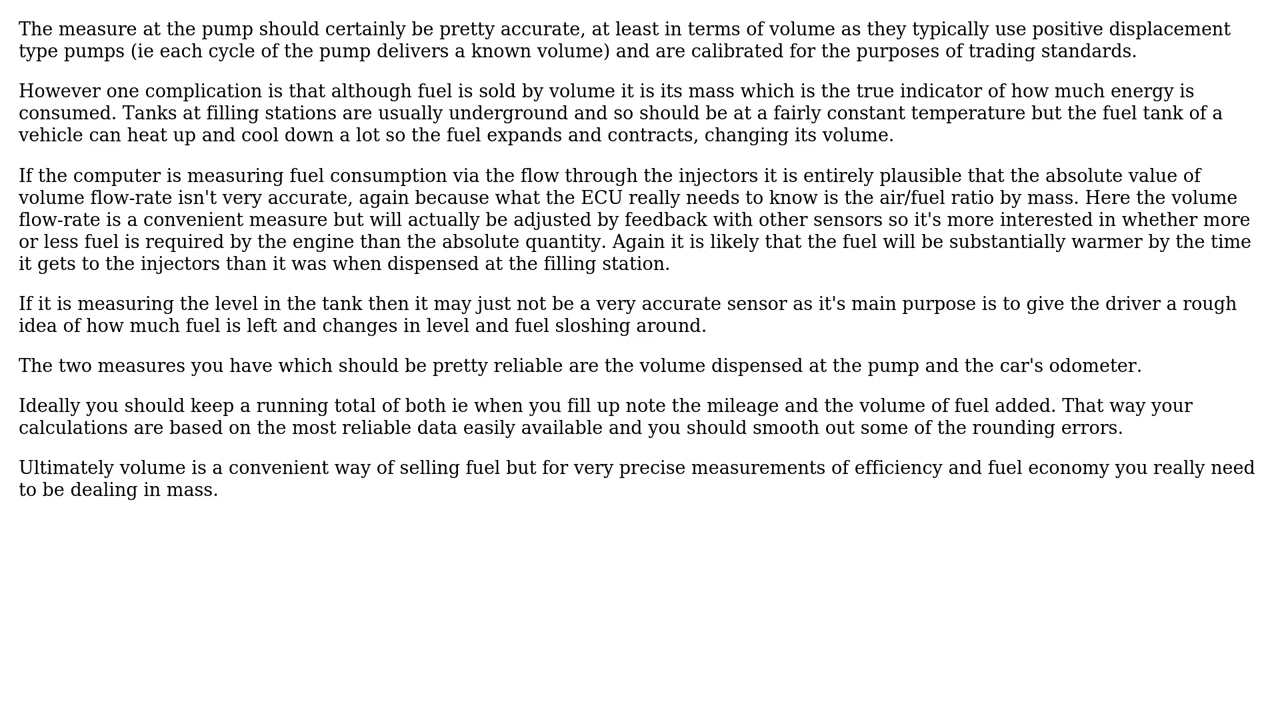 The measure at the pump should certainly be pretty accurate, at least in terms of volume as they typically use positive displacement
type pumps (ie each cycle of the pump delivers a known volume) and are calibrated for the purposes of trading standards.
However one complication is that although fuel is sold by volume it is its mass which is the true indicator of how much energy is
consumed. Tanks at filling stations are usually underground and so should be at a fairly constant temperature but the fuel tank of a
vehicle can heat up and cool down a lot so the fuel expands and contracts, changing its volume.
If the computer is measuring fuel consumption via the flow through the injectors it is entirely plausible that the absolute value of
volume flow-rate isn't very accurate, again because what the ECU really needs to know is the air/fuel ratio by mass. Here the volume
flow-rate is a convenient measure but will actually be adjusted by feedback with other sensors so it's more interested in whether more
or less fuel is required by the engine than the absolute quantity. Again it is likely that the fuel will be substantially warmer by the time
it gets to the injectors than it was when dispensed at the filling station.
If it is measuring the level in the tank then it may just not be a very accurate sensor as it's main purpose is to give the driver a rough
idea of how much fuel is left and changes in level and fuel sloshing around.
The two measures you have which should be pretty reliable are the volume dispensed at the pump and the car's odometer.
Ideally you should keep a running total of both ie when you fill up note the mileage and the volume of fuel added. That way your
calculations are based on the most reliable data easily available and you should smooth out some of the rounding errors.
Ultimately volume is a convenient way of selling fuel but for very precise measurements of efficiency and fuel economy you really need
to be dealing in mass.